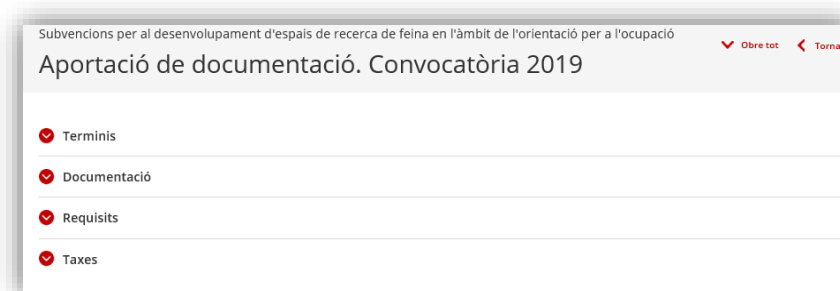 Subvencions per al desenvolupament d'espais de recerca de feina en l'àmbit de l'orientació per a l'ocupació
Obre tot
Torna
Aportació de documentació. Convocatòria 2019
Terminis
Documentació
Requisits
Taxes